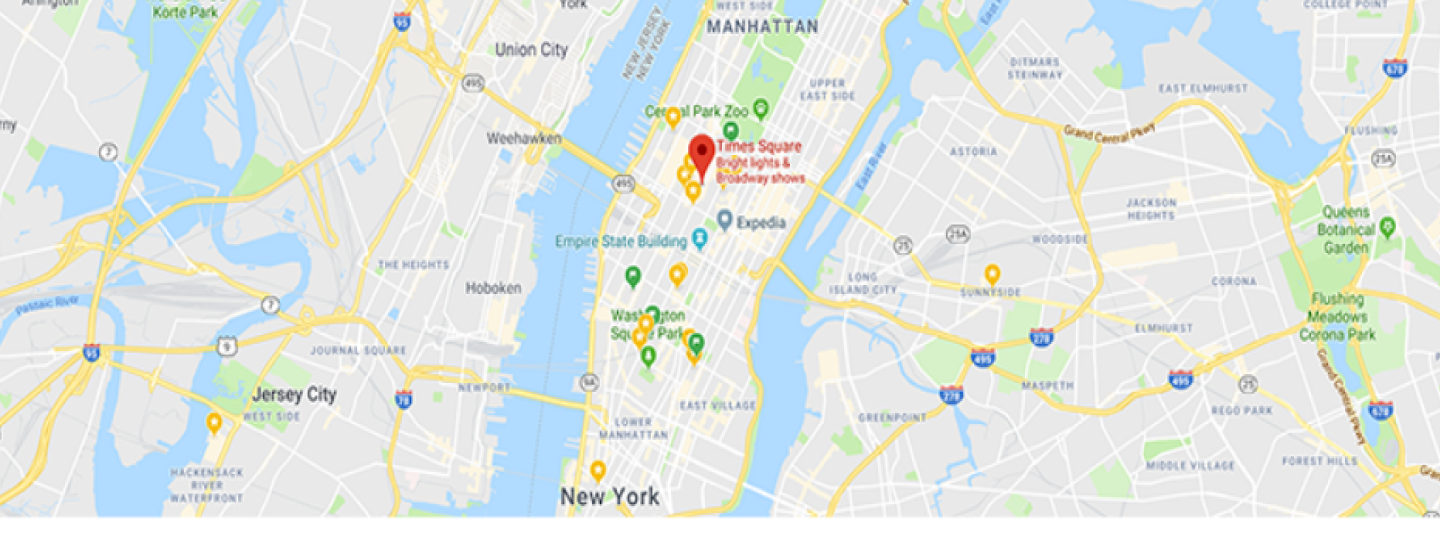 Korte Park
York
WEST SIDE
MANHATTAN
COLLEGE POINT
95
Union City
NEW JERSEY
NEW YORK
DITMARS
STEINWAY
678
495
UPPER
EAST SIDE
EAST ELMHURST
Central Park Zoo
Weehawken
Grand Central Pkwy
FLUSHING
7
Times Square
Bright lights &
Broadway shows
ASTORIA
25A
East River
495
JACKSON
HEIGHTS
Queens
Botanical
Garden
Expedia
25A
25
Empire State Building
WOODSIDE
THE HEIGHTS
LONG
ISLAND CITY
SUNNYSIDE
CORONA
Hoboken
Passaic River
7
Flushing
Meadows
Corona Park
Washington
Square Park
ELMHURST
278
9
95
JOURNAL SQUARE
495
Grand Central Pkwy
9A
NEWPORT
MASPETH
495
25
Jersey City
278
78
WEST SIDE
EAST VILLAGE
REGO PARK
678
LOWER
MANHATTAN
GREENPOINT
HACKENSACK
RIVER
WATERFRONT
MIDDLE VILLAGE
FOREST HILLS
New York